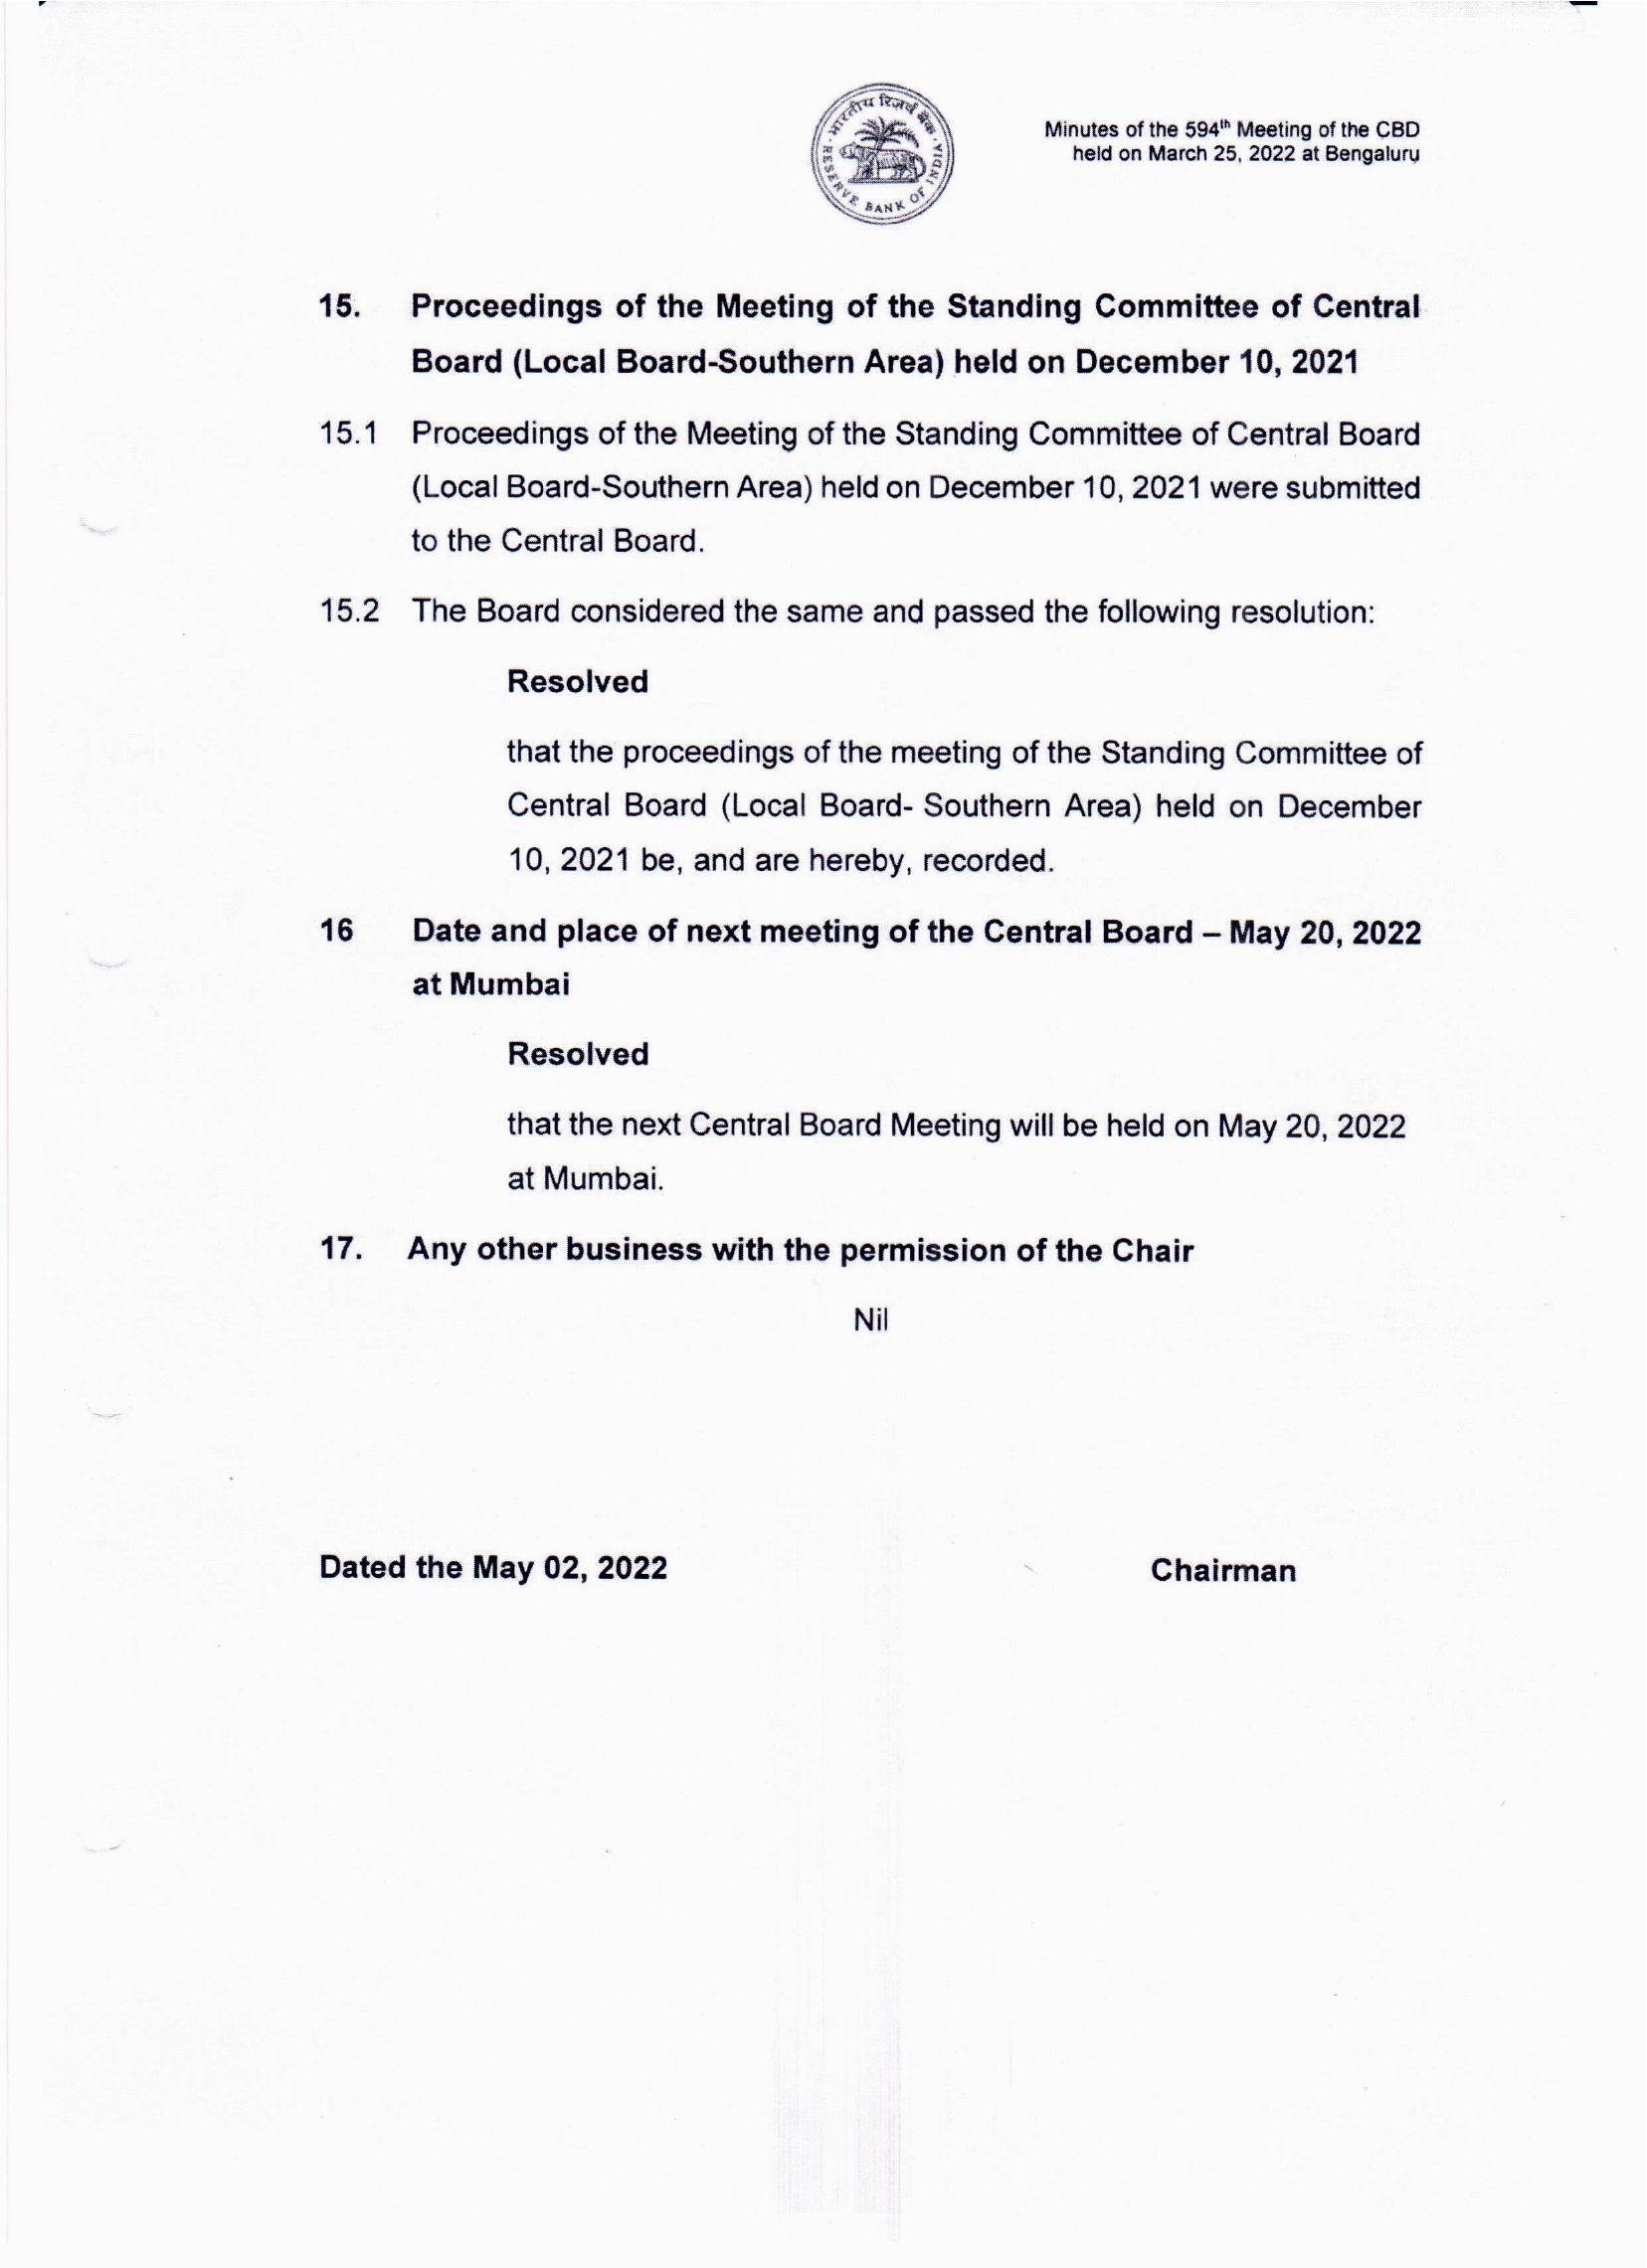 भारतीय रिज़र्व बैंक
RESERVE BANK OF INDIA
Minutes of the 594th Meeting of the CBD
held on March 25, 2022 at Bengaluru
15. Proceedings of the Meeting of the Standing Committee of Central
Board (Local Board-Southern Area) held on December 10, 2021
15.1 Proceedings of the Meeting of the Standing Committee of Central Board
(Local Board-Southern Area) held on December 10, 2021 were submitted
to the Central Board.
15.2 The Board considered the same and passed the following resolution:
Resolved
that the proceedings of the meeting of the Standing Committee of
Central Board (Local Board- Southern Area) held on December
10, 2021 be, and are hereby, recorded.
16 Date and place of next meeting of the Central Board – May 20, 2022
at Mumbai
Resolved
that the next Central Board Meeting will be held on May 20, 2022
at Mumbai.
17. Any other business with the permission of the Chair
Nil
Dated the May 02, 2022 Chairman